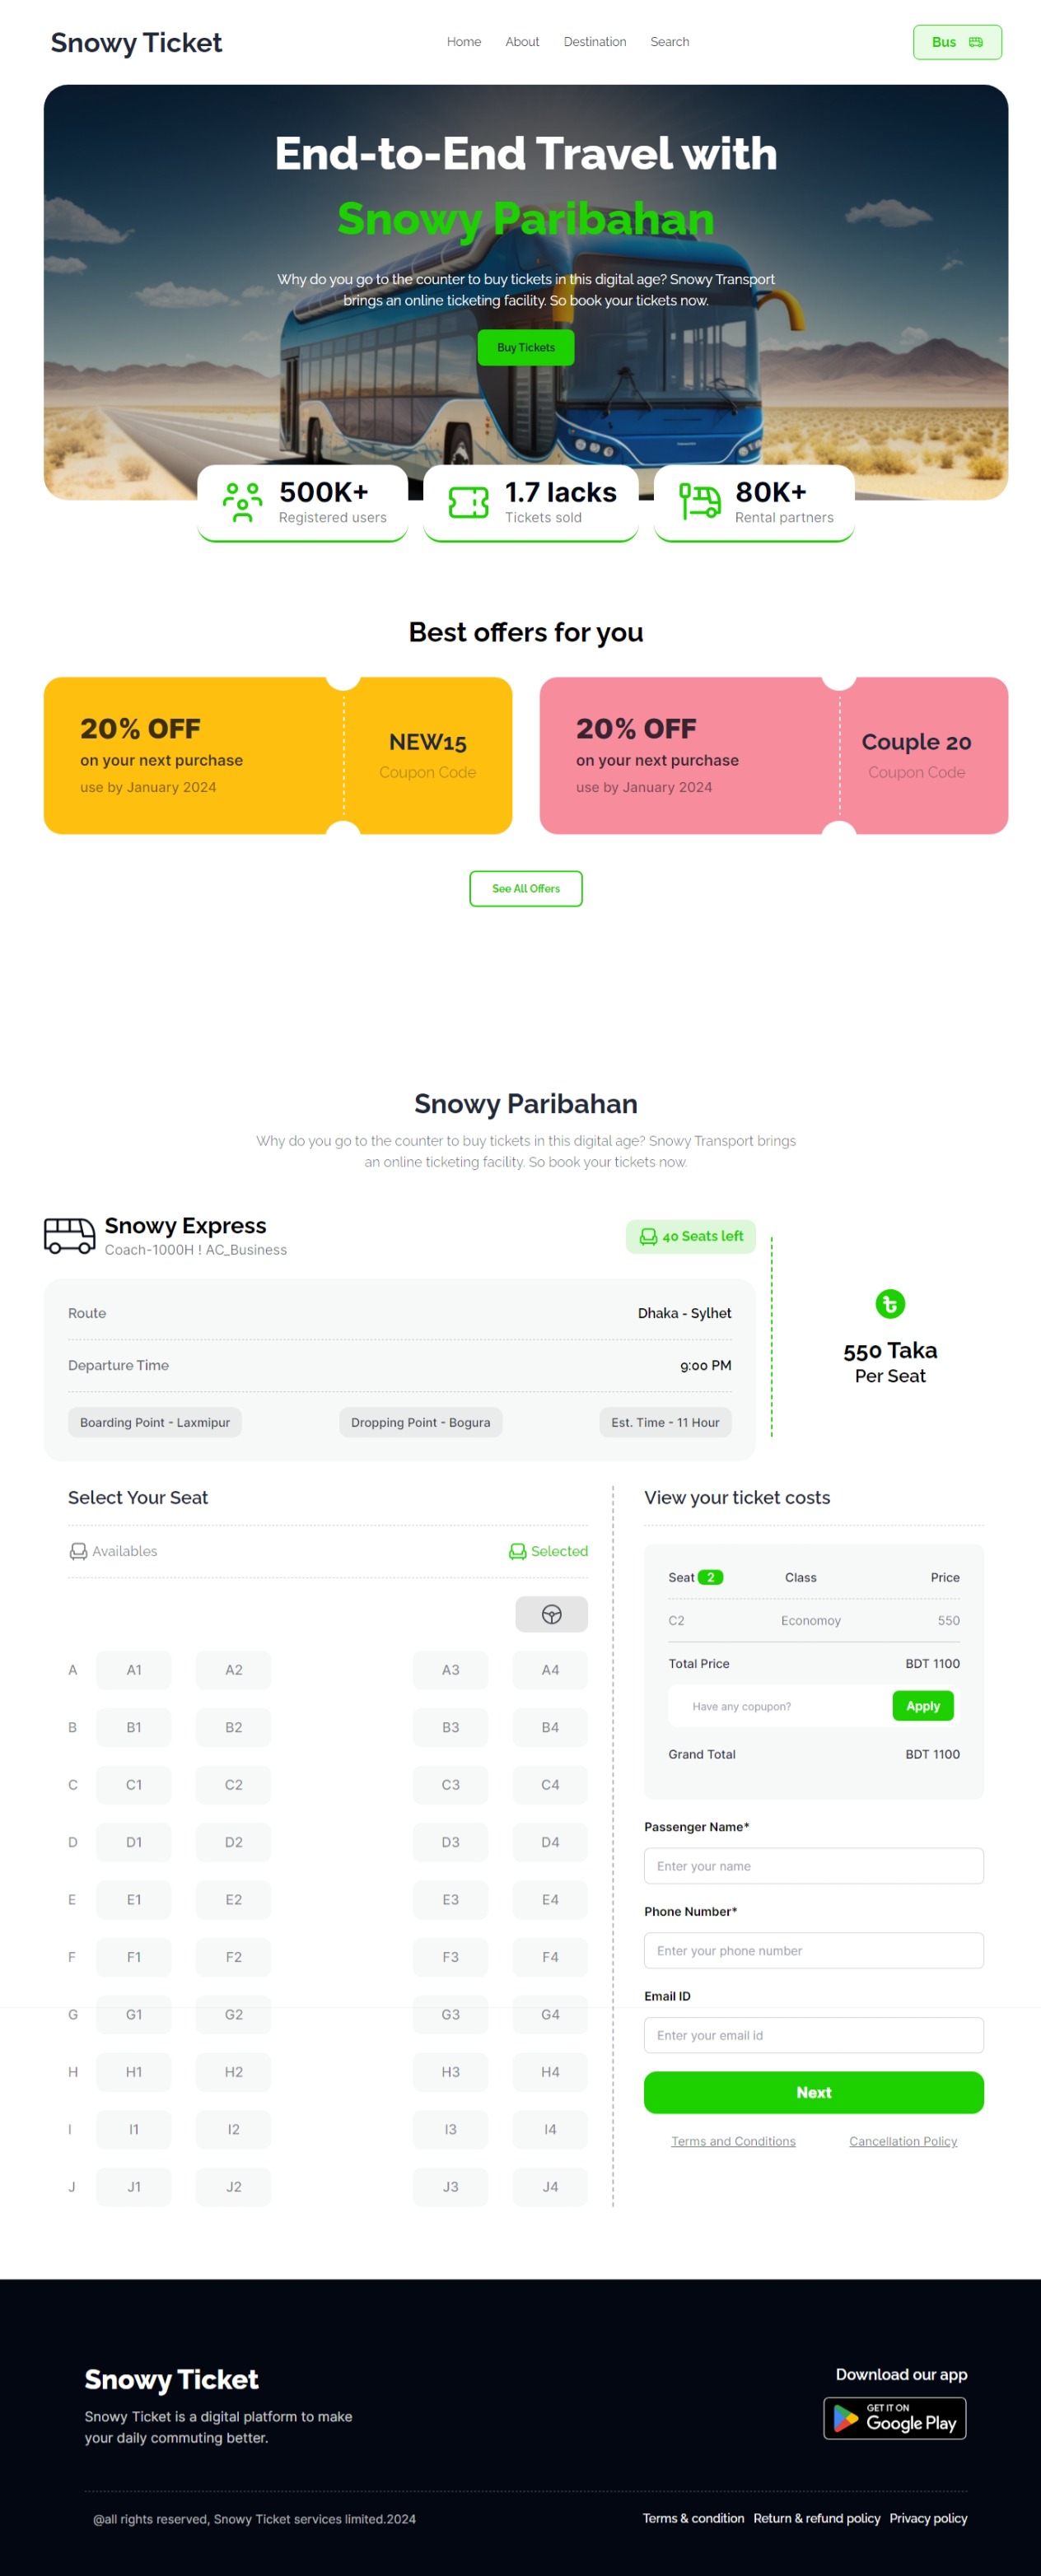 Snowy Ticket
Home About Destination Search
Bus
End-to-End Travel with
Snowy Paribahan
Why do you go to the counter to buy tickets in this digital age? Snowy Transport
brings an online ticketing facility. So book your tickets now.
Buy Tickets
500K+
Registered users
1.7 lacks
Tickets sold
80K+
Rental partners
Best offers for you
20% OFF
on your next purchase
use by January 2024
NEW15
Coupon Code
20% OFF
on your next purchase
use by January 2024
Couple 20
Coupon Code
See All Offers
Snowy Paribahan
Why do you go to the counter to buy tickets in this digital age? Snowy Transport brings
an online ticketing facility. So book your tickets now.
Snowy Express
Coach-1000H ! AC_Business
40 Seats left
Route Dhaka - Sylhet
Departure Time 9:00 PM
Boarding Point - Laxmipur Dropping Point - Bogura Est. Time - 11 Hour
৳
550 Taka
Per Seat
Select Your Seat
Availables Selected
A A1 A2 A3 A4
B B1 B2 B3 B4
C C1 C2 C3 C4
D D1 D2 D3 D4
E E1 E2 E3 E4
F F1 F2 F3 F4
G G1 G2 G3 G4
H H1 H2 H3 H4
I I1 I2 I3 I4
J J1 J2 J3 J4
View your ticket costs
Seat 2 Class Price
C2 Economoy 550
Total Price BDT 1100
Have any copupon? Apply
Grand Total BDT 1100
Passenger Name*
Enter your name
Phone Number*
Enter your phone number
Email ID
Enter your email id
Next
Terms and Conditions Cancellation Policy
Snowy Ticket
Snowy Ticket is a digital platform to make
your daily commuting better.
Download our app
GET IT ON
Google Play
@all rights reserved, Snowy Ticket services limited.2024
Terms & condition Return & refund policy Privacy policy